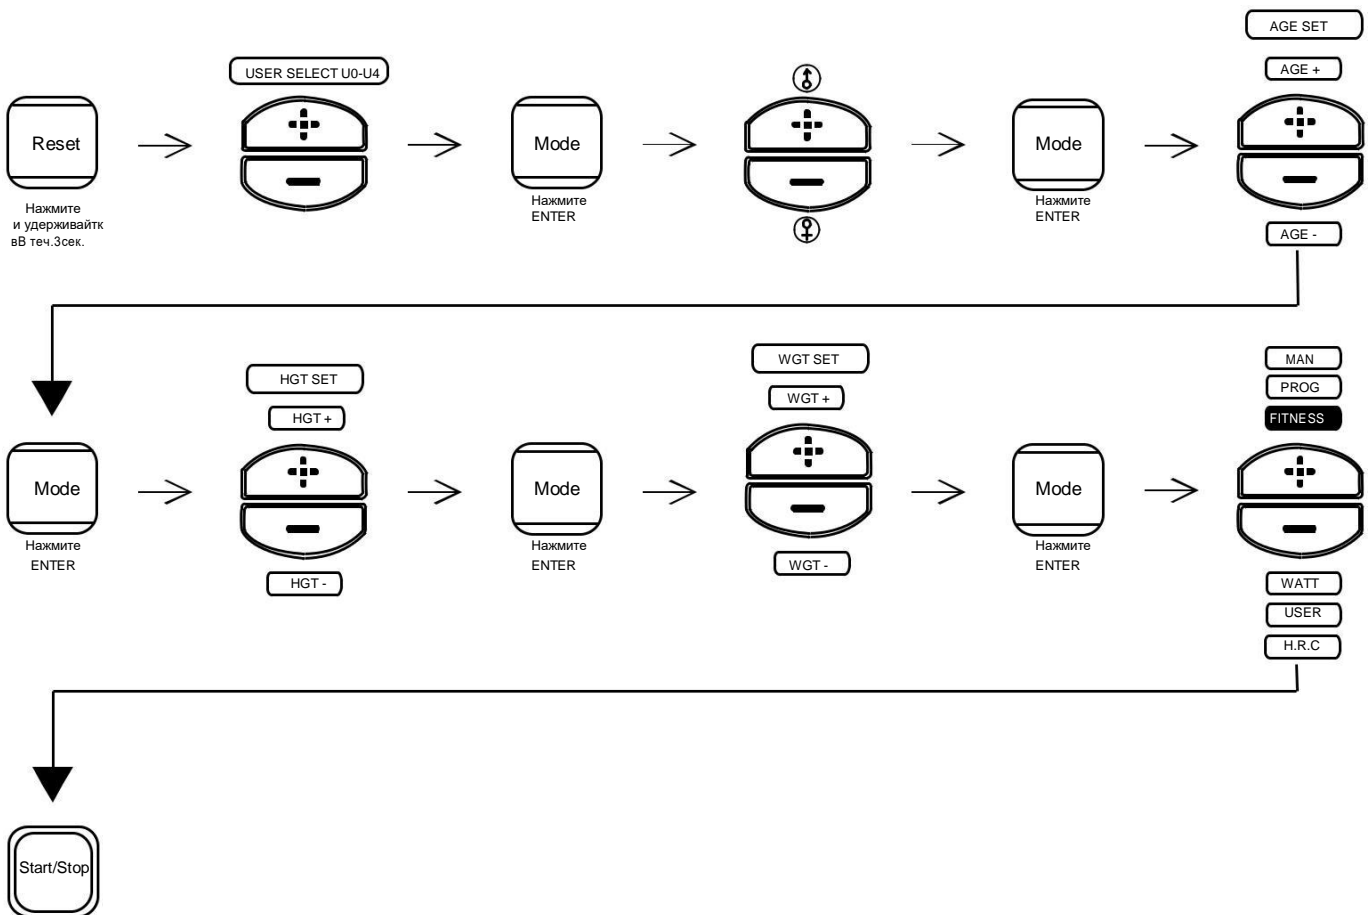 AGE SET
USER SELECT U0-U4
AGE +
Reset
Mode
Mode
Нажмите
и удерживайтк
вВ теч.3сек.
Нажмите
ENTER
Нажмите
ENTER
AGE -
HGT SET
HGT +
WGT SET
WGT +
MAN
PROG
FITNESS
Mode
Mode
Mode
Нажмите
ENTER
HGT -
Нажмите
ENTER
WGT -
Нажмите
ENTER
WATT
USER
H.R.C
Start/Stop